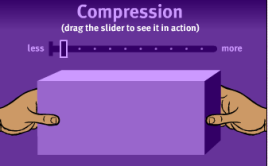 Compression
(drag the slider to see it in action)
less more